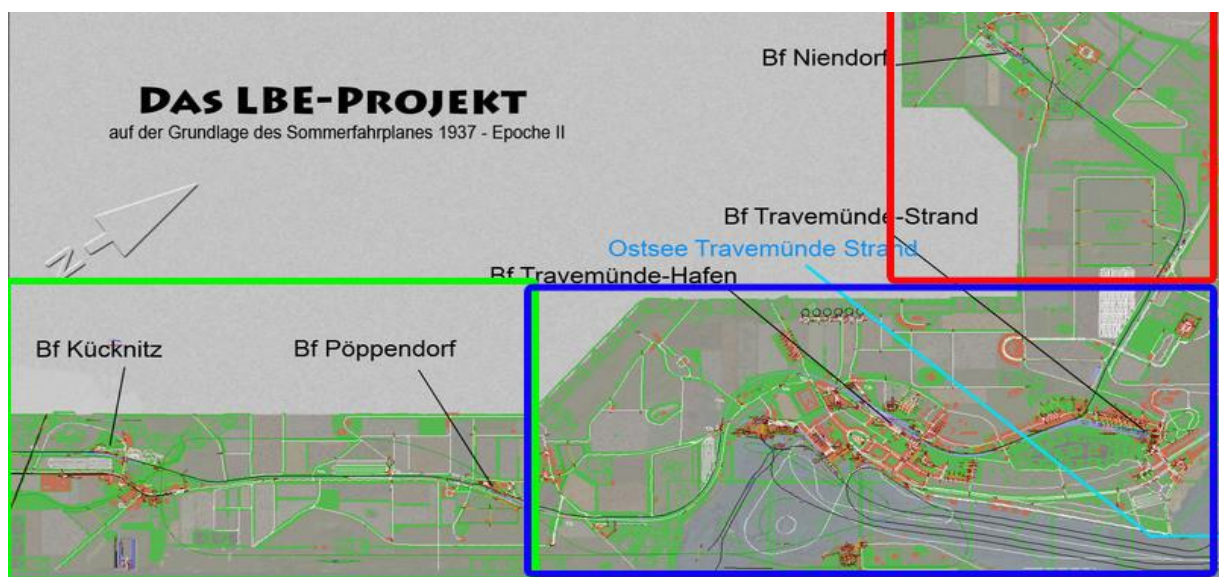 DAS LBE-PROJEKT
auf der Grundlage des Sommerfahrplanes 1937 - Epoche II
N
Bf Niendorf
Bf Travemünde-Strand
Ostsee Travemünde Strand
Bf Travemünde-Hafen
Bf Kücknitz
Bf Pöppendorf